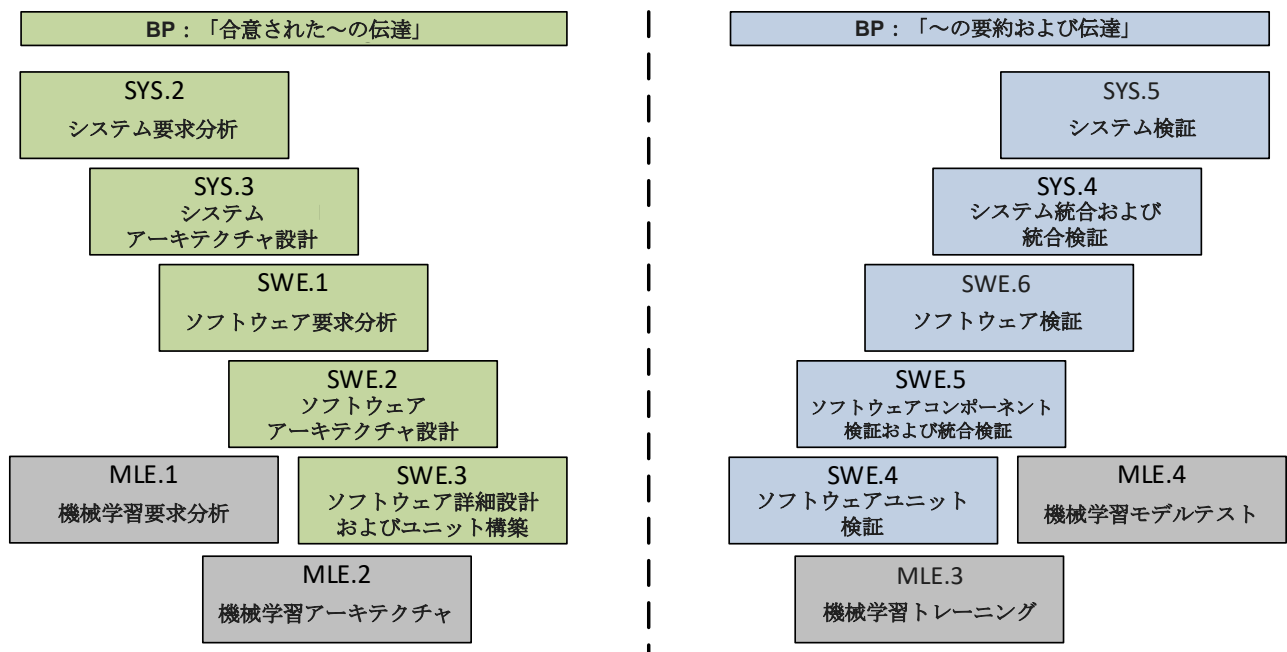 BP：「合意された～の伝達」
SYS.2
システム要求分析
SYS.3
システム
アーキテクチャ設計
SWE.1
ソフトウェア要求分析
SWE.2
ソフトウェア
アーキテクチャ設計
MLE.1
機械学習要求分析
SWE.3
ソフトウェア詳細設計
およびユニット構築
MLE.2
機械学習アーキテクチャ
BP：「～の要約および伝達」
SYS.5
システム検証
SYS.4
システム統合および
統合検証
SWE.6
ソフトウェア検証
SWE.5
ソフトウェアコンポーネント
検証および統合検証
SWE.4
ソフトウェアユニット
検証
MLE.4
機械学習モデルテスト
MLE.3
機械学習トレーニング